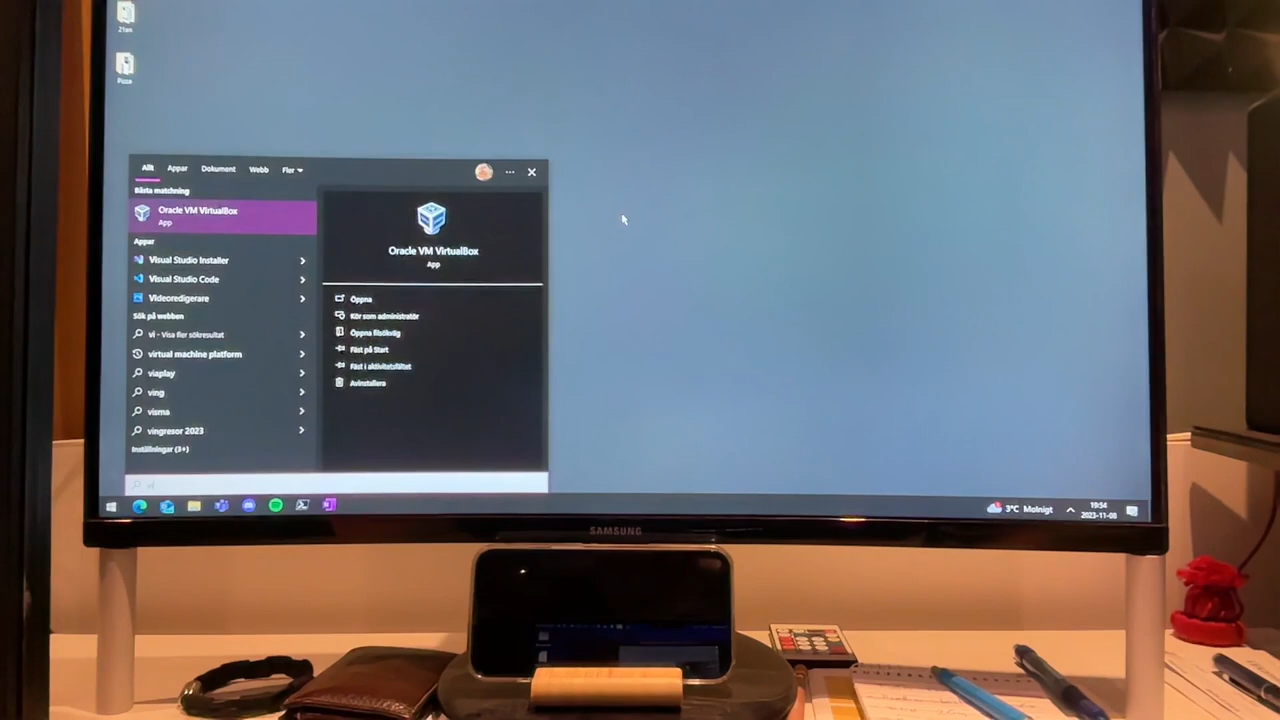 Zten
Pizza
Allt Appar Dokument Webb Fler
Bästa matchning
Oracle VM VirtualBox
App
Appar
Visual Studio Installer
Visual Studio Code
Videoredigerare
Sök på webben
vi - Visa fler sökresultat
virtual machine platform
viaplay
ving
visma
vingresor 2023
Inställningar (3+)
vi
Oracle VM VirtualBox
App
Öppna
Kör som administratör
Öppna filsökväg
Fäst på Start
Fäst i aktivitetsfältet
Avinstallera
3°C Molnigt
19:54
2023-11-08
SAMSUNG